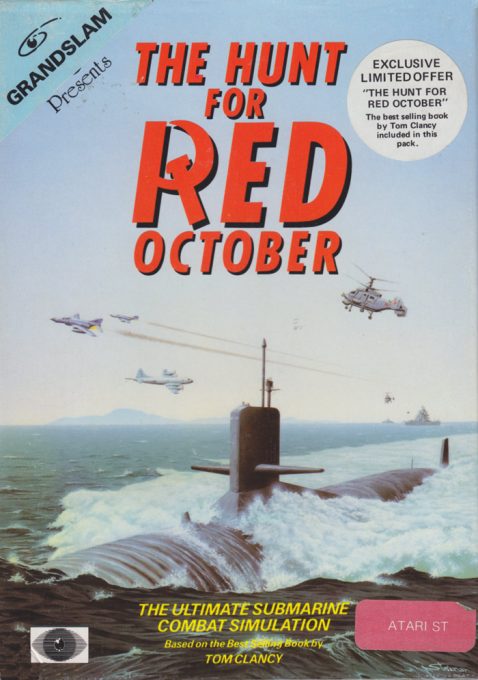 GRANDSLAM
Presents
THE HUNT
FOR
RED
OCTOBER
EXCLUSIVE
LIMITED OFFER
"THE HUNT FOR
RED OCTOBER"
The best selling book
by Tom Clancy
included in this
pack.
THE ULTIMATE SUBMARINE
COMBAT SIMULATION
Based on the Best Selling Book by
TOM CLANCY
ATARI ST